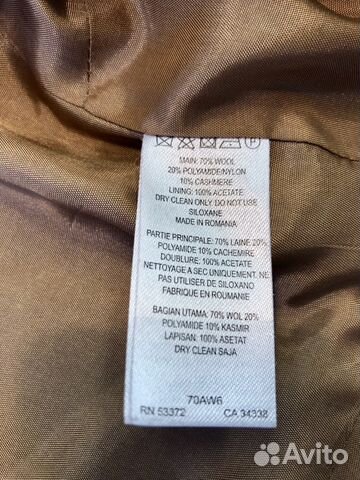 MAIN: 70% WOOL
20% POLYAMIDE/NYLON
10% CASHMERE
LINING: 100% ACETATE
DRY CLEAN ONLY DO NOT USE
SILOXANE
MADE IN ROMANIA
PARTIE PRINCIPALE: 70% LAINE 20%
POLYAMIDE 10% CACHEMIRE
DOUBLURE: 100% ACETATE
NETTOYAGE A SEC UNIQUEMENT. NE
PAS UTILISER DE SILOXANO
FABRIQUE EN ROUMANIE
BAGIAN UTAMA: 70% WOL 20%
POLYAMIDE 10% KASMIR
LAPISAN: 100% ASETAT
DRY CLEAN SAJA
70AW6
RN 53372 CA 34338
Avito